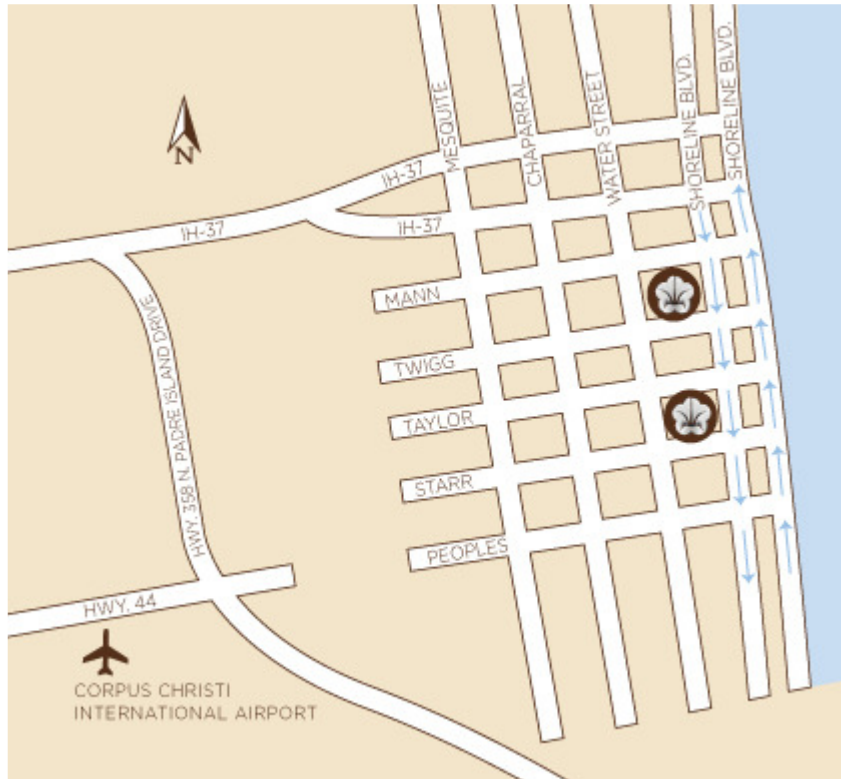 MESQUITE
CHAPARRAL
WATER STREET
SHORELINE BLVD.
SHORELINE BLVD.
N
IH-37
IH-37
IH-37
MANN
HWY. 358 N. PADRE ISLAND DRIVE
TWIGG
TAYLOR
STARR
PEOPLES
HWY. 44
CORPUS CHRISTI
INTERNATIONAL AIRPORT